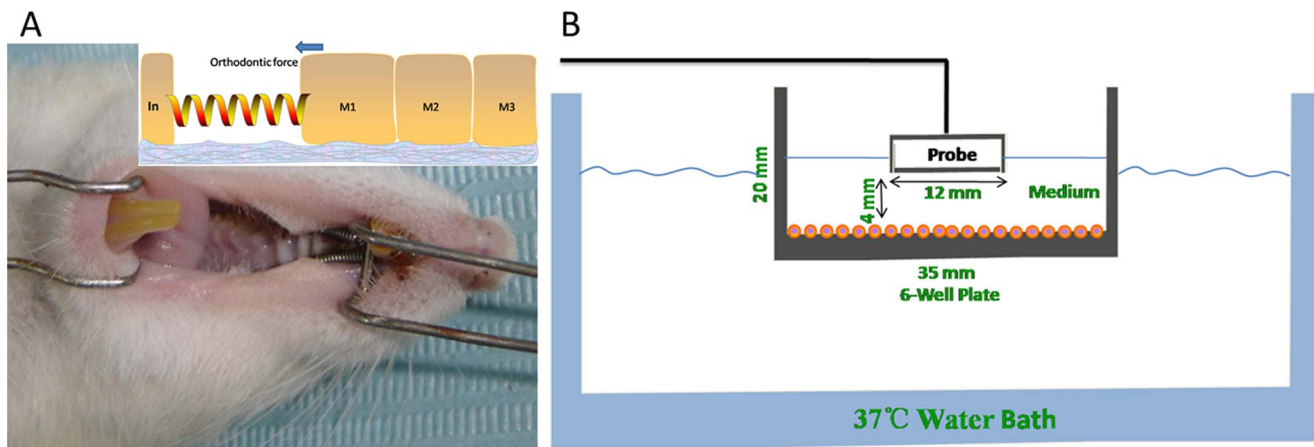 A
Orthodontic force
In
M1
M2
M3
B
Probe
20 mm
4 mm
12 mm
Medium
35 mm
6-Well Plate
37℃ Water Bath